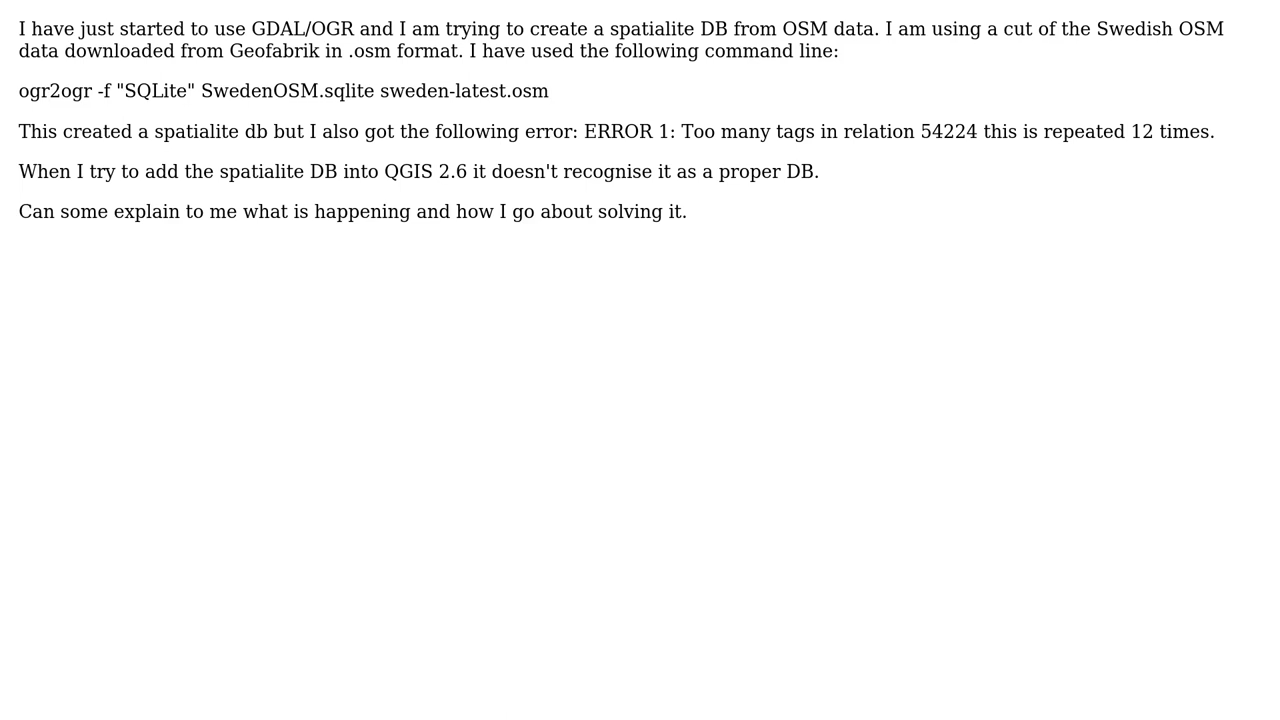 I have just started to use GDAL/OGR and I am trying to create a spatialite DB from OSM data. I am using a cut of the Swedish OSM
data downloaded from Geofabrik in .osm format. I have used the following command line:
ogr2ogr -f "SQLite" SwedenOSM.sqlite sweden-latest.osm
This created a spatialite db but I also got the following error: ERROR 1: Too many tags in relation 54224 this is repeated 12 times.
When I try to add the spatialite DB into QGIS 2.6 it doesn't recognise it as a proper DB.
Can some explain to me what is happening and how I go about solving it.